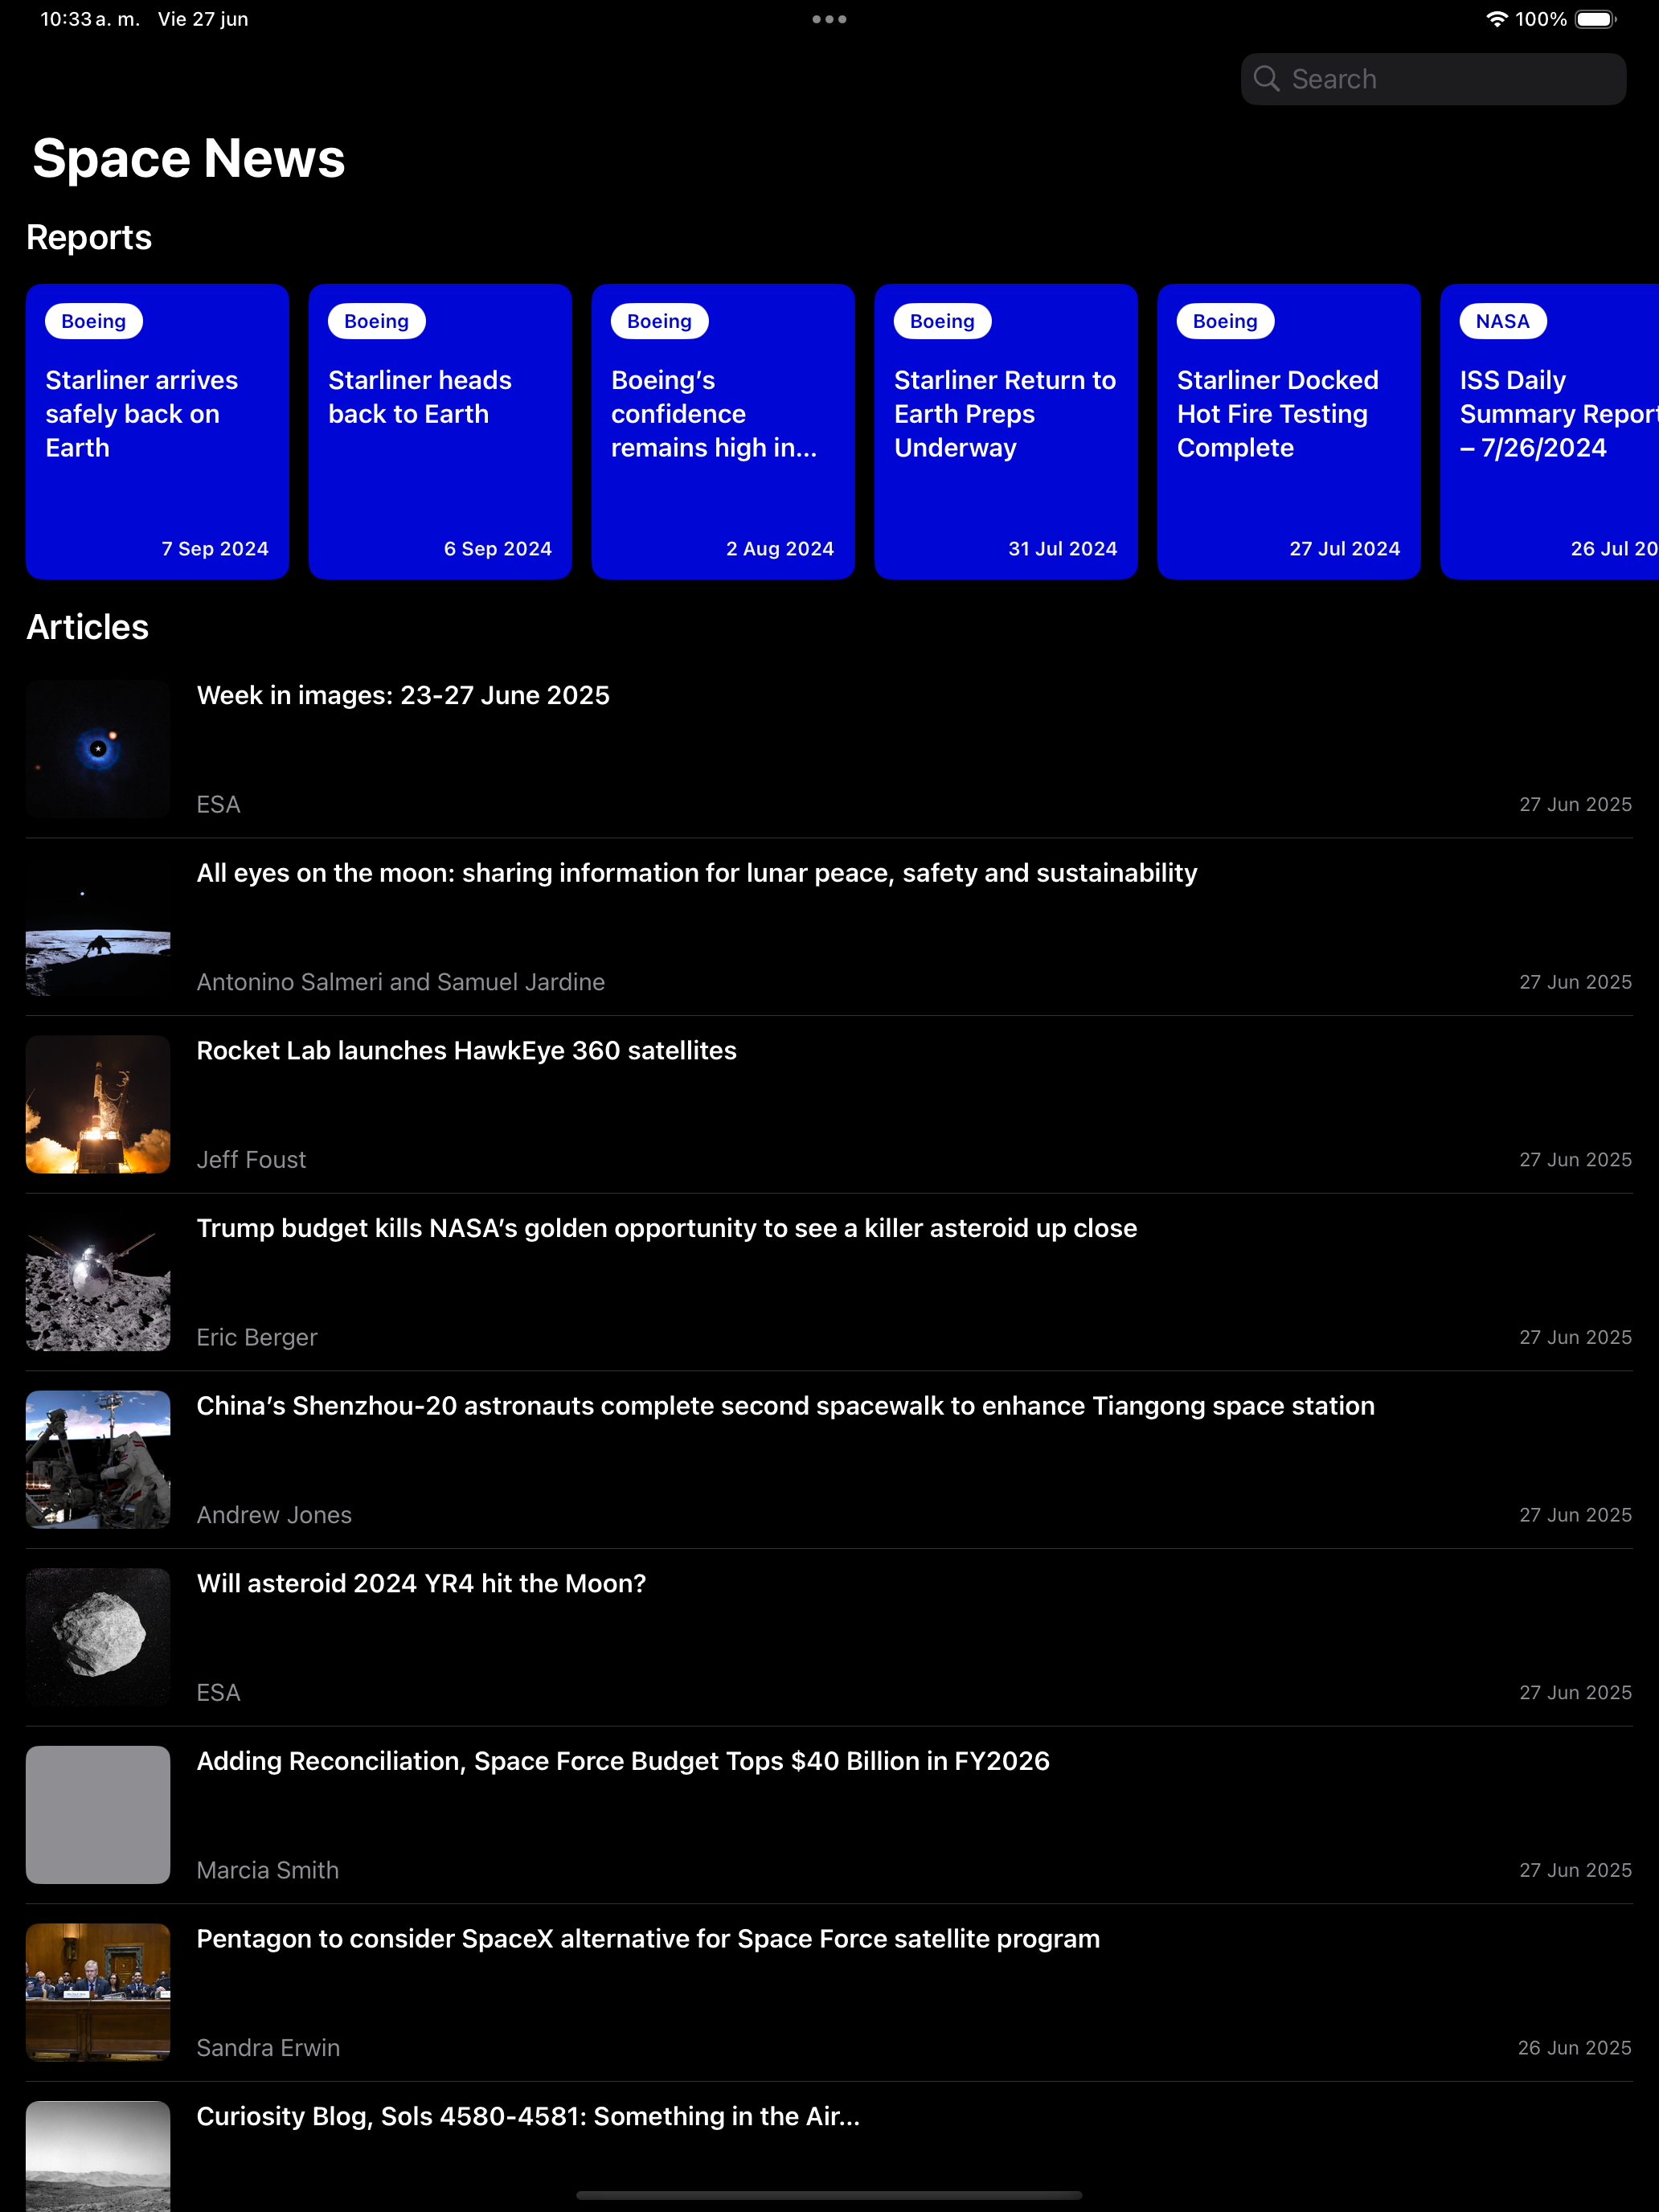 10:33 a. m. Vie 27 jun
100%
Search
Space News
Reports
Boeing
Starliner arrives
safely back on
Earth
7 Sep 2024
Boeing
Starliner heads
back to Earth
6 Sep 2024
Boeing
Boeing’s
confidence
remains high in...
2 Aug 2024
Boeing
Starliner Return to
Earth Preps
Underway
31 Jul 2024
Boeing
Starliner Docked
Hot Fire Testing
Complete
27 Jul 2024
NASA
ISS Daily
Summary Report
– 7/26/2024
26 Jul 20
Articles
Week in images: 23-27 June 2025
ESA
27 Jun 2025
All eyes on the moon: sharing information for lunar peace, safety and sustainability
Antonino Salmeri and Samuel Jardine
27 Jun 2025
Rocket Lab launches HawkEye 360 satellites
Jeff Foust
27 Jun 2025
Trump budget kills NASA’s golden opportunity to see a killer asteroid up close
Eric Berger
27 Jun 2025
China’s Shenzhou-20 astronauts complete second spacewalk to enhance Tiangong space station
Andrew Jones
27 Jun 2025
Will asteroid 2024 YR4 hit the Moon?
ESA
27 Jun 2025
Adding Reconciliation, Space Force Budget Tops $40 Billion in FY2026
Marcia Smith
27 Jun 2025
Pentagon to consider SpaceX alternative for Space Force satellite program
Sandra Erwin
26 Jun 2025
Curiosity Blog, Sols 4580-4581: Something in the Air…